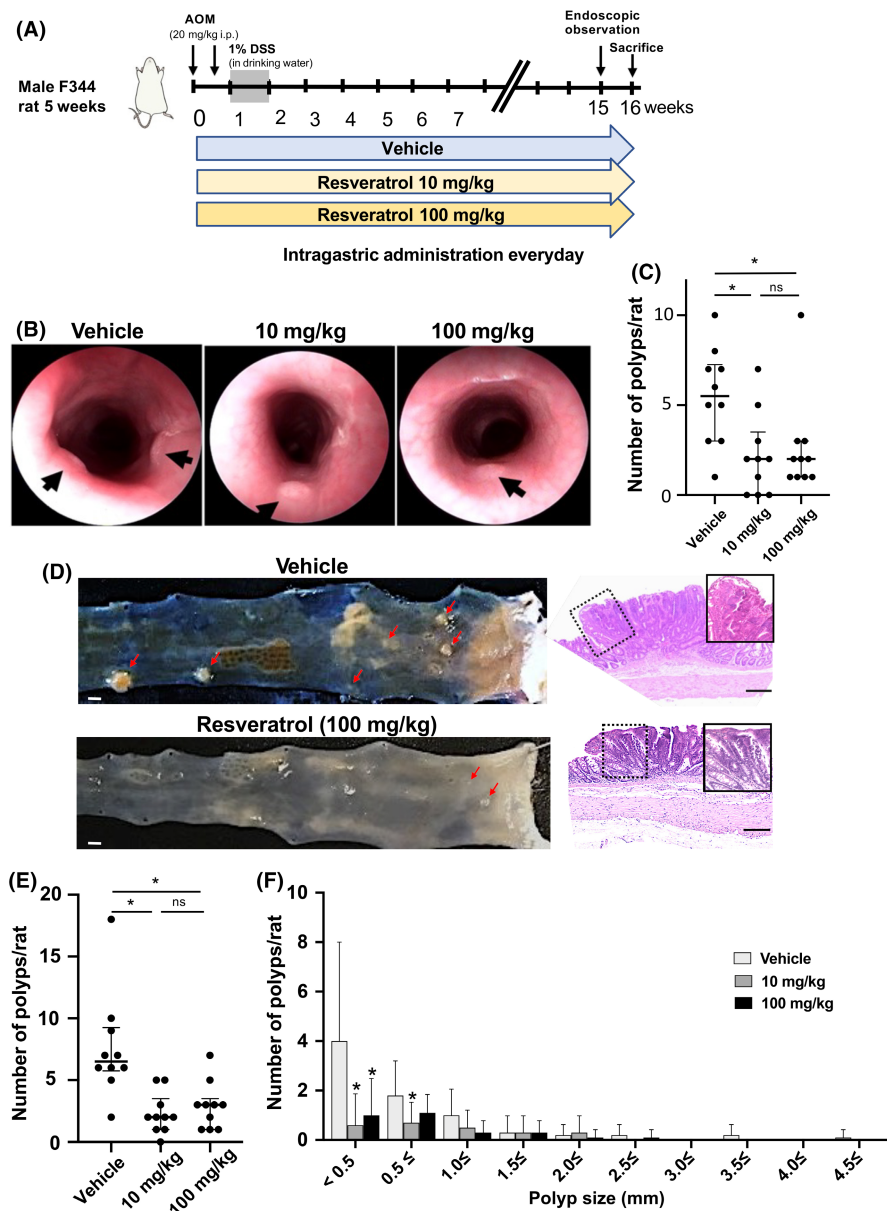 (A)
AOM
(20 mg/kg i.p.)
1% DSS
(in drinking water)
Endoscopic
observation
Sacrifice
Male F344
rat 5 weeks
0 1 2 3 4 5 6 7 15 16 weeks
Vehicle
Resveratrol 10 mg/kg
Resveratrol 100 mg/kg
Intragastric administration everyday
(B)
Vehicle 10 mg/kg 100 mg/kg
(C)
*
* ns
Number of polyps/rat
10
5
0
Vehicle
10 mg/kg
100 mg/kg
(D)
Vehicle
Resveratrol (100 mg/kg)
(E)
*
* ns
Number of polyps/rat
20
15
10
5
0
Vehicle
10 mg/kg
100 mg/kg
(F)
Number of polyps/rat
10
8
6
4
2
0
Vehicle
10 mg/kg
100 mg/kg
* * *
< 0.5
0.5 ≤
1.0≤
1.5≤
2.0≤
2.5≤
3.0≤
3.5≤
4.0≤
4.5≤
Polyp size (mm)